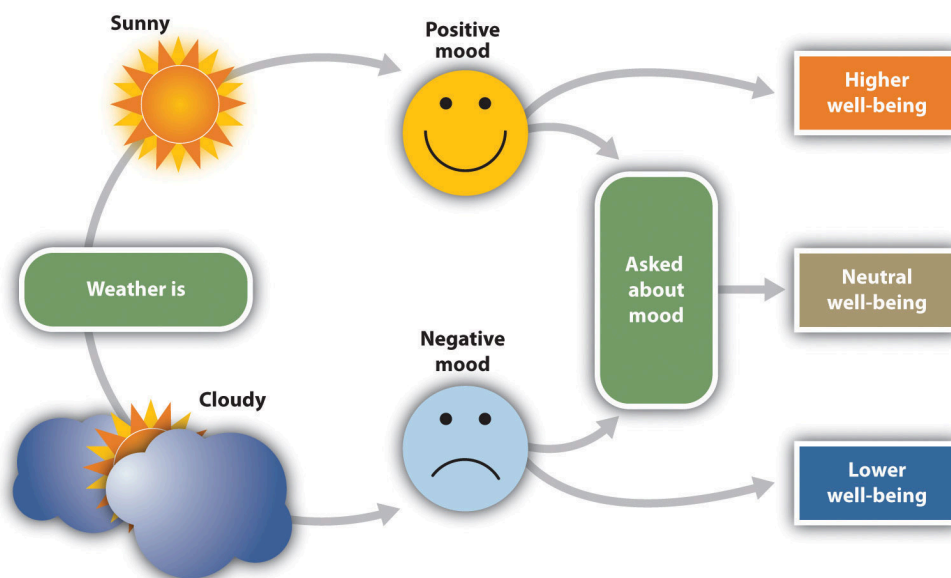 Sunny
Positive
mood
Higher
well-being
Weather is
Asked
about
mood
Neutral
well-being
Negative
mood
Cloudy
Lower
well-being